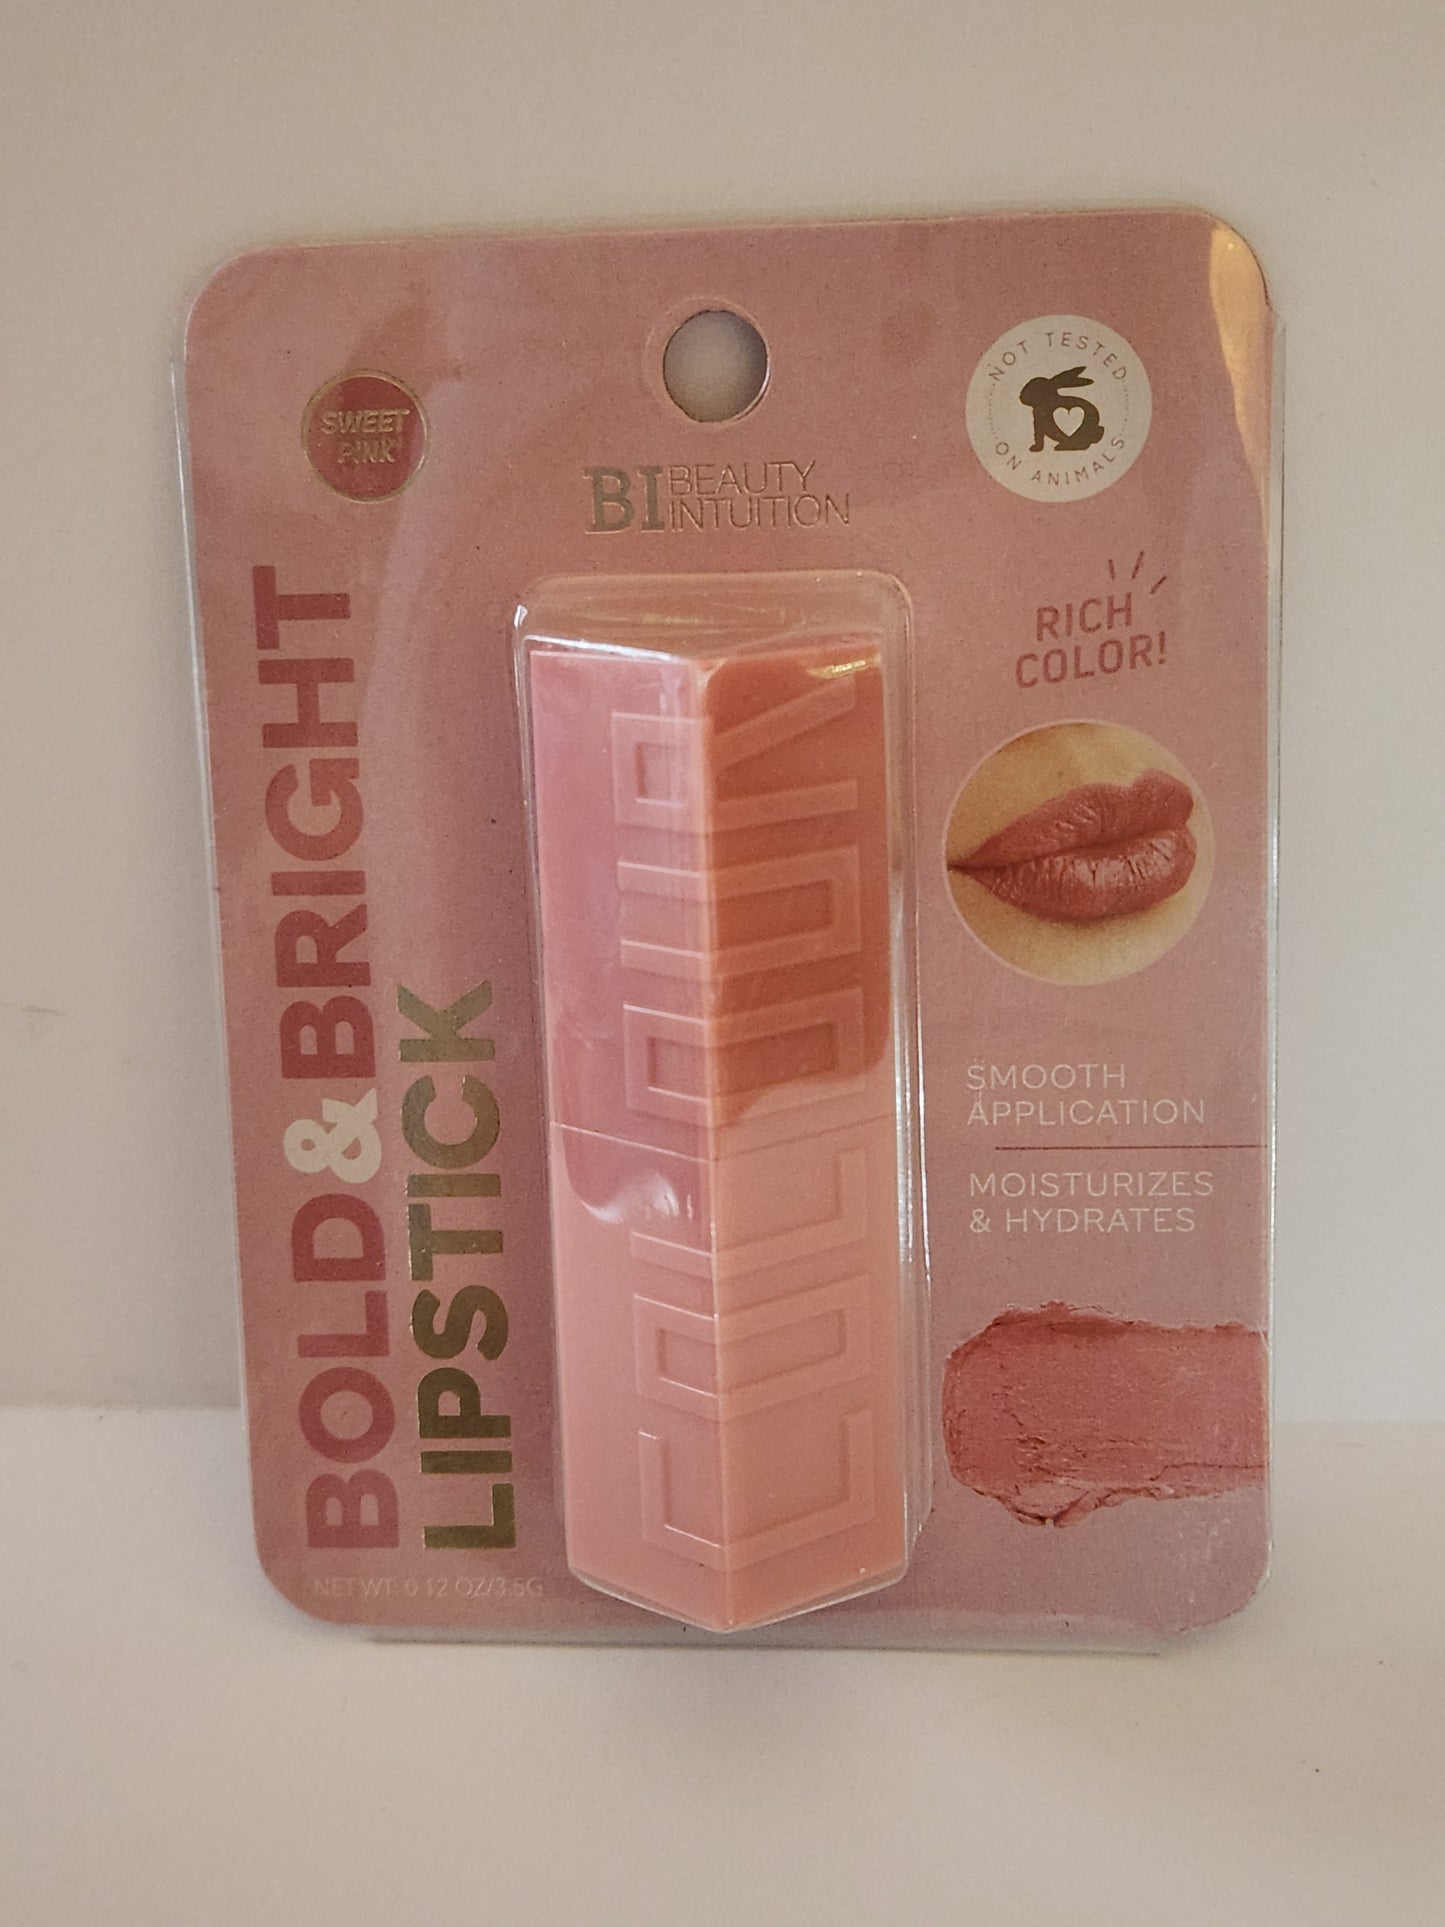 SWEET
PINK
NOT TESTED
ON ANIMALS
BI BEAUTY
INTUITION
RICH
COLOR!
BOLD & BRIGHT
LIPSTICK
SMOOTH
APPLICATION
MOISTURIZES
& HYDRATES
NET WT. 0.12 OZ/3.5G